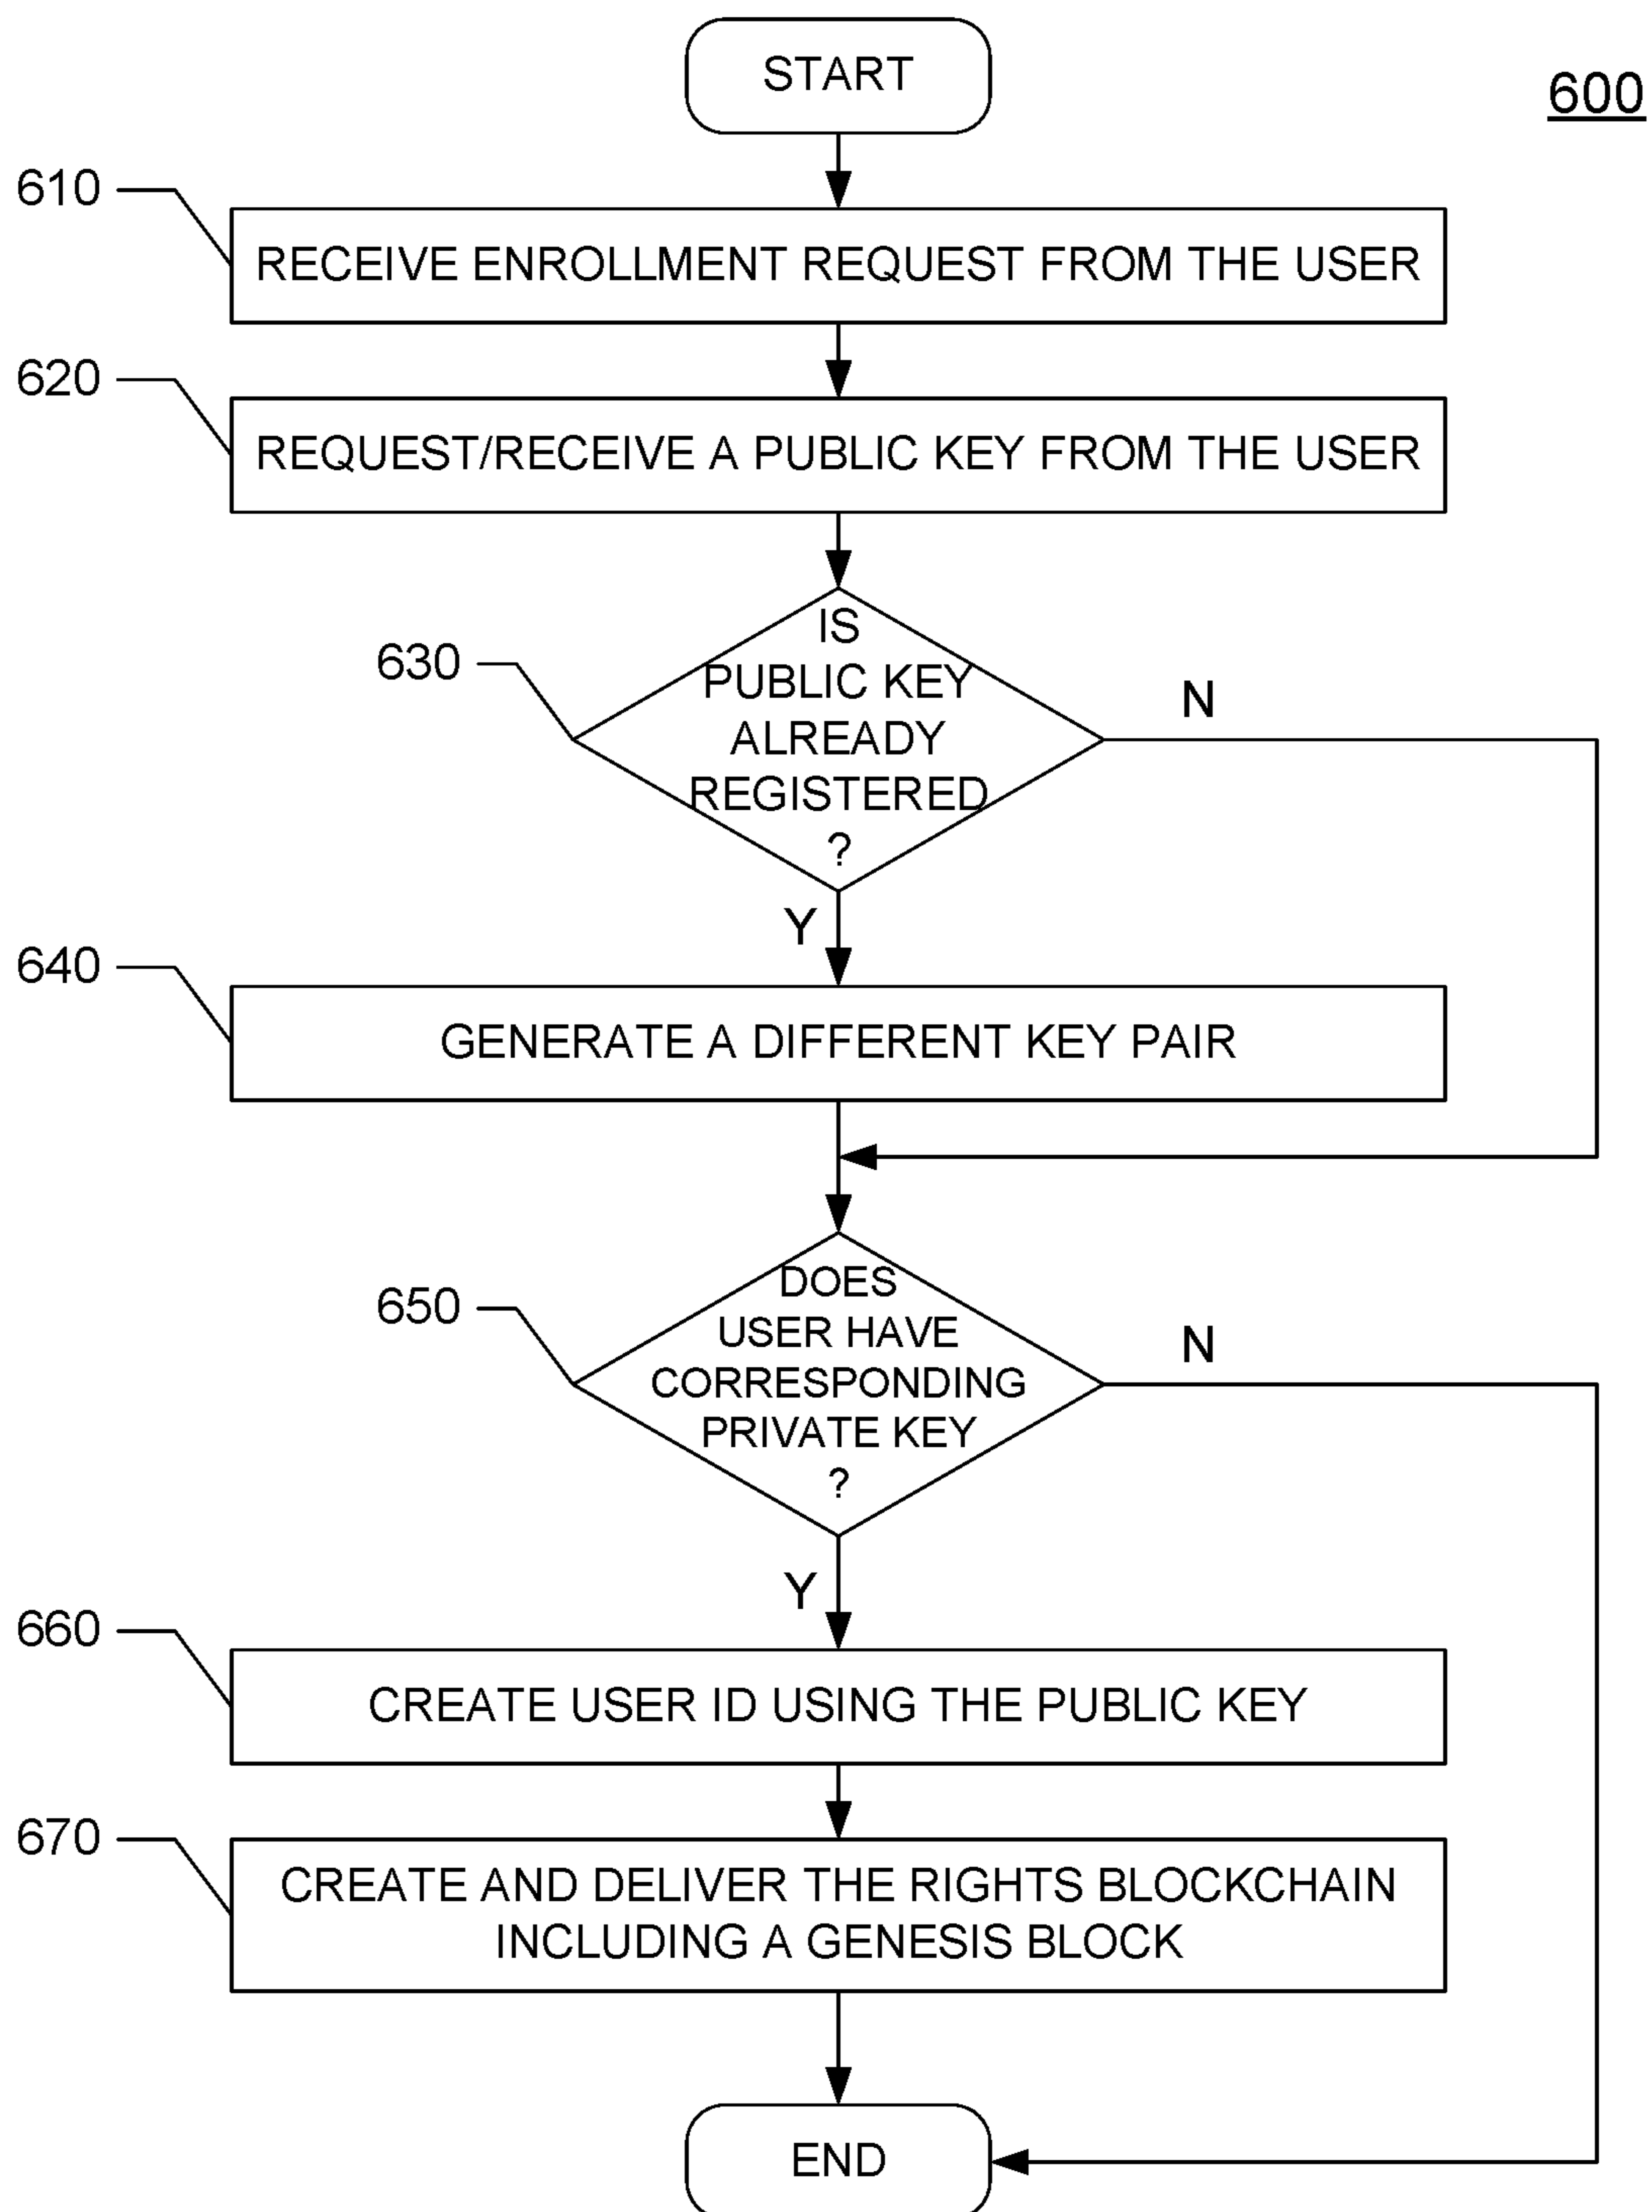 START
600
610
RECEIVE ENROLLMENT REQUEST FROM THE USER
620
REQUEST/RECEIVE A PUBLIC KEY FROM THE USER
630
IS
PUBLIC KEY
ALREADY
REGISTERED
?
N
Y
640
GENERATE A DIFFERENT KEY PAIR
650
DOES
USER HAVE
CORRESPONDING
PRIVATE KEY
?
N
Y
660
CREATE USER ID USING THE PUBLIC KEY
670
CREATE AND DELIVER THE RIGHTS BLOCKCHAIN
INCLUDING A GENESIS BLOCK
END